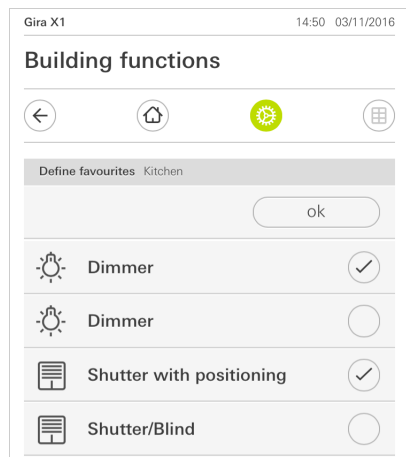 Gira X1 14:50 03/11/2016
Building functions
Define favourites Kitchen
ok
Dimmer
Dimmer
Shutter with positioning
Shutter/Blind